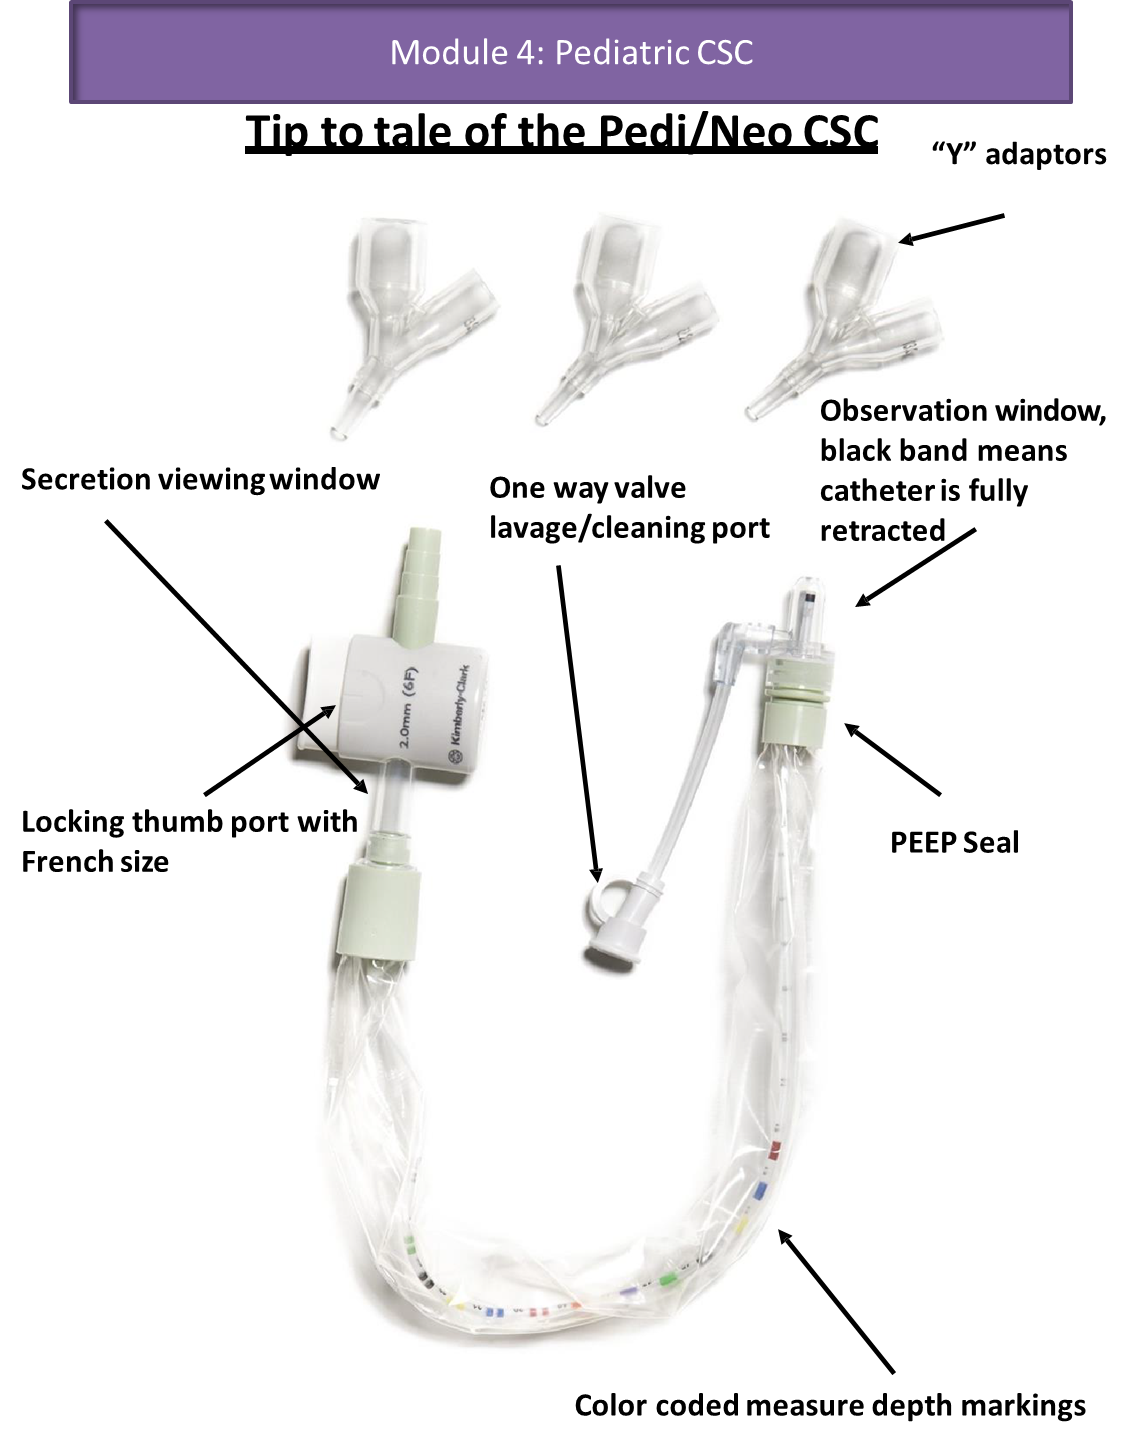 Module 4: Pediatric CSC
Tip to tale of the Pedi/Neo CSC
“Y” adaptors
Observation window,
black band means
catheter is fully
retracted
Secretion viewing window
One way valve
lavage/cleaning port
2.0mm (6F)
Kimberly-Clark
Locking thumb port with
French size
PEEP Seal
Color coded measure depth markings